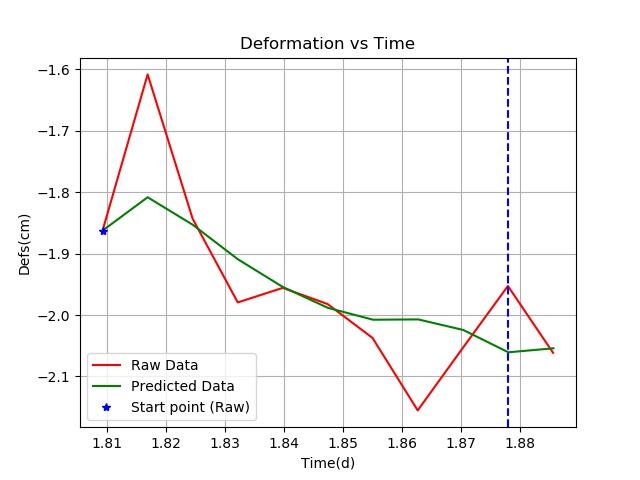 Deformation vs Time
Defs(cm)
−1.6
−1.7
−1.8
−1.9
−2.0
−2.1
Raw Data
Predicted Data
Start point (Raw)
1.81 1.82 1.83 1.84 1.85 1.86 1.87 1.88
Time(d)